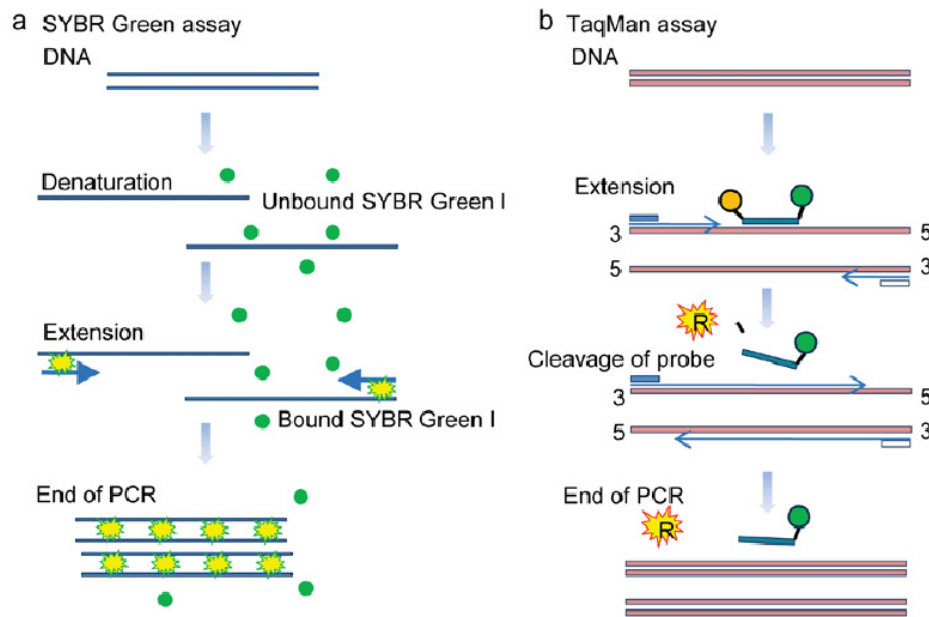 a SYBR Green assay
DNA
Denaturation
Unbound SYBR Green I
Extension
Bound SYBR Green I
End of PCR
b TaqMan assay
DNA
Extension
3 5
5 3
R
Cleavage of probe
3 5
5 3
End of PCR
R